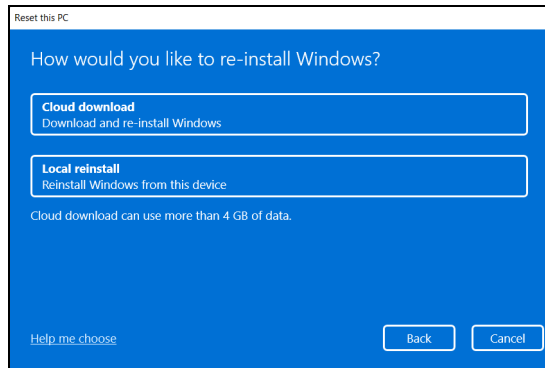 Reset this PC
How would you like to re-install Windows?
Cloud download
Download and re-install Windows
Local reinstall
Reinstall Windows from this device
Cloud download can use more than 4 GB of data.
Help me choose
Back
Cancel